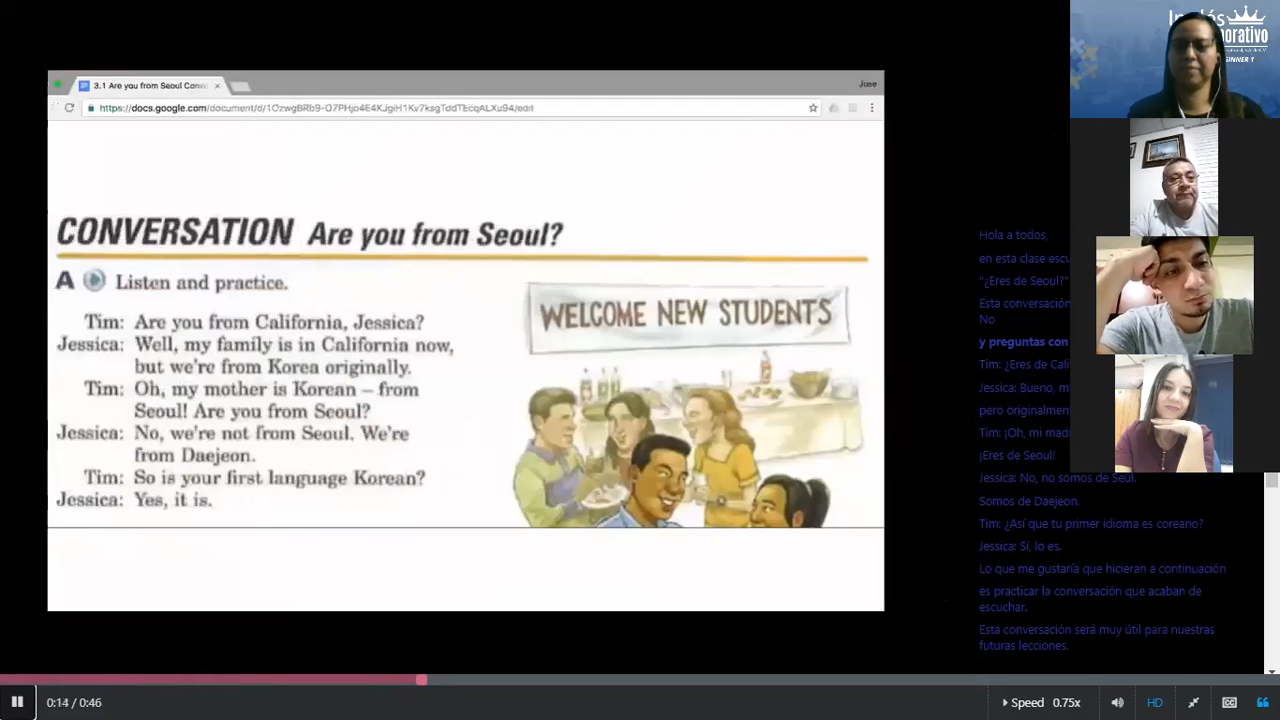 3.1 Are you from Seoul Conv
Jose
https://docs.google.com/document/d/
CONVERSATION Are you from Seoul?
A Listen and practice.
Tim: Are you from California, Jessica?
Jessica: Well, my family is in California now,
but we're from Korea originally.
Tim: Oh, my mother is Korean – from
Seoul! Are you from Seoul?
Jessica: No, we're not from Seoul. We're
from Daejeon.
Tim: So is your first language Korean?
Jessica: Yes, it is.
WELCOME NEW STUDENTS
Hola a todos,
en esta clase
"¿Eres de Seoul?"
Esta conversación
No
y preguntas con
Tim: ¿Eres de
Jessica: Bueno,
pero
Tim: ¡Oh, mi
¡Eres de Seoul!
Jessica: No, no somos de Seul.
Somos de Daejeon.
Tim: ¿Así que tu primer idioma es coreano?
Jessica: Sí, lo es.
Lo que me gustaría que hicieran a continuación
es practicar la conversación que acaban de
escuchar.
Esta conversación será muy útil para nuestras
futuras lecciones.
0:14 / 0:46
Speed 0.75x
HD
CC